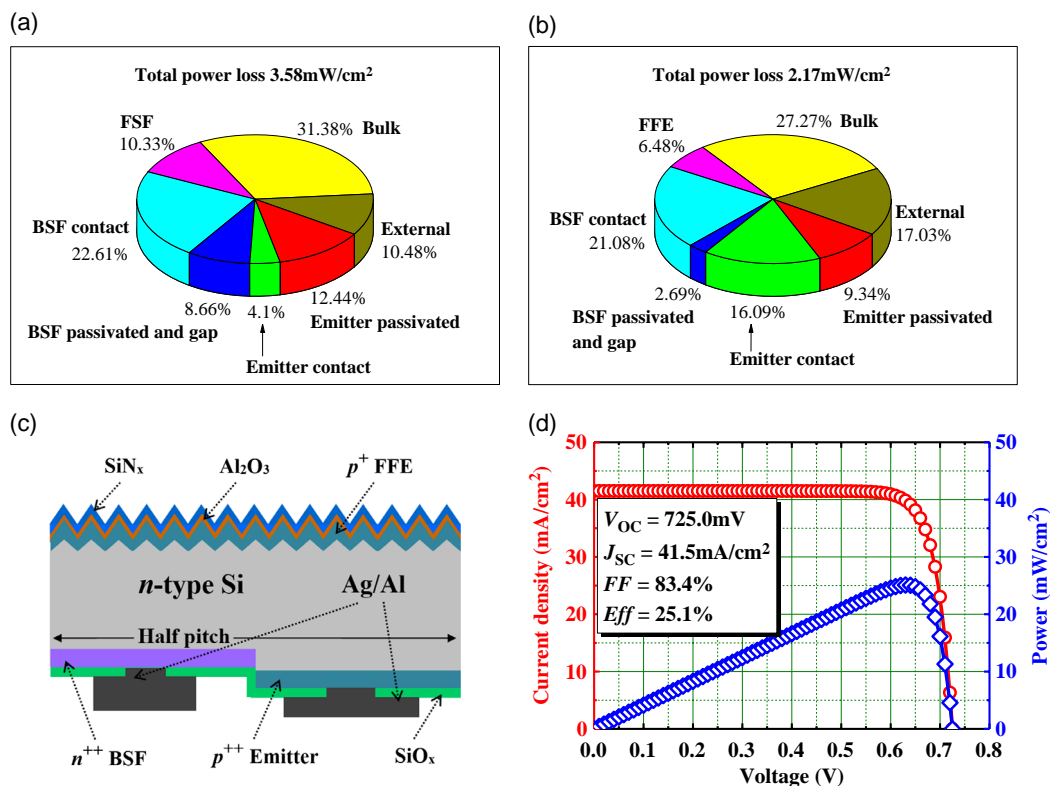 (a)
Total power loss 3.58mW/cm²
FSF
10.33%
31.38% Bulk
BSF contact
22.61%
External
10.48%
8.66%
BSF passivated and gap
4.1%
Emitter contact
12.44%
Emitter passivated
(b)
Total power loss 2.17mW/cm²
FFE
6.48%
27.27% Bulk
BSF contact
21.08%
External
17.03%
2.69%
BSF passivated
and gap
16.09%
Emitter contact
9.34%
Emitter passivated
(c)
SiNₓ
Al₂O₃
p⁺ FFE
n-type Si
Ag/Al
Half pitch
n⁺⁺ BSF
p⁺⁺ Emitter
SiOₓ
(d)
Current density (mA/cm²)
50
40
30
20
10
0
V_OC = 725.0mV
J_SC = 41.5mA/cm²
FF = 83.4%
Eff = 25.1%
50
40
30
20
10
0
Power (mW/cm²)
0.0 0.1 0.2 0.3 0.4 0.5 0.6 0.7 0.8
Voltage (V)